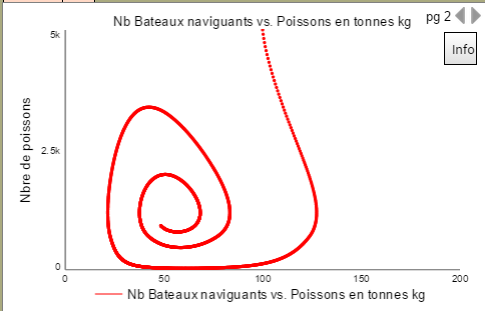 Nb Bateaux naviguants vs. Poissons en tonnes kg
pg 2
Info
5k
2.5k
0
Nbre de poissons
0 50 100 150 200
Nb Bateaux naviguants vs. Poissons en tonnes kg